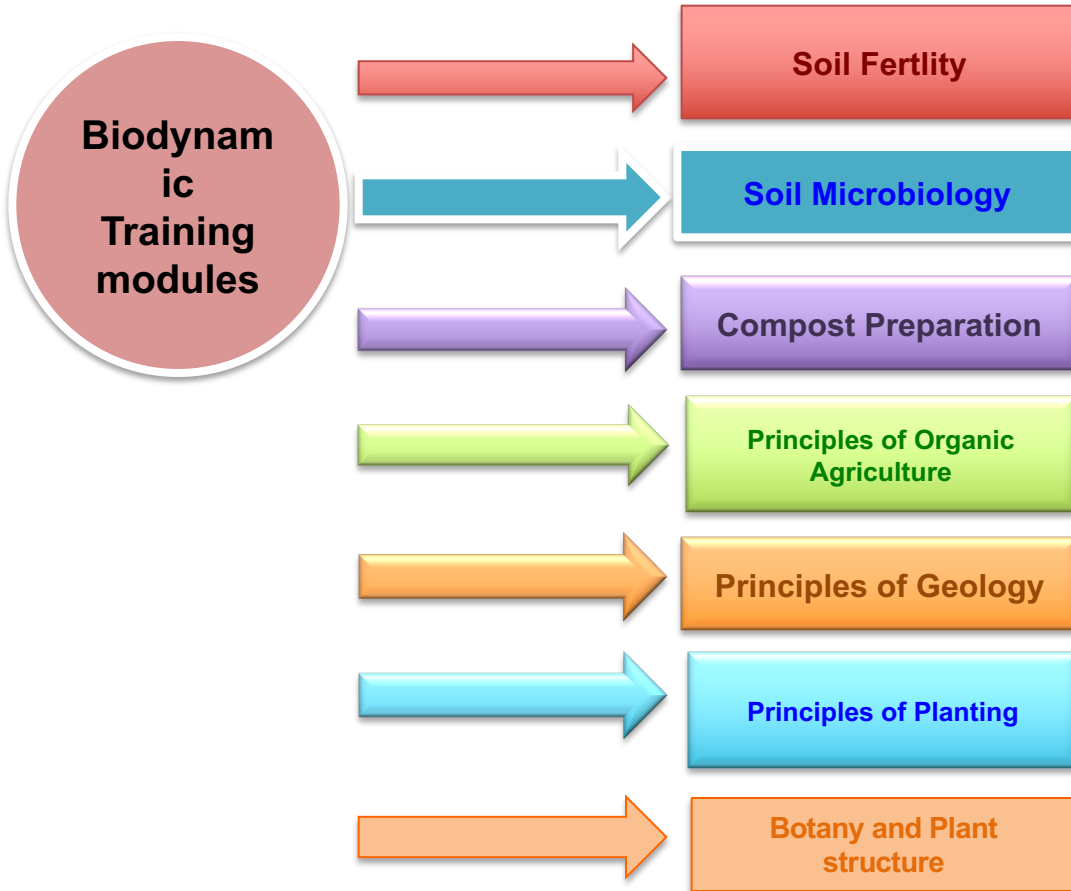 Biodynam
ic
Training
modules
Soil Fertlity
Soil Microbiology
Compost Preparation
Principles of Organic
Agriculture
Principles of Geology
Principles of Planting
Botany and Plant
structure